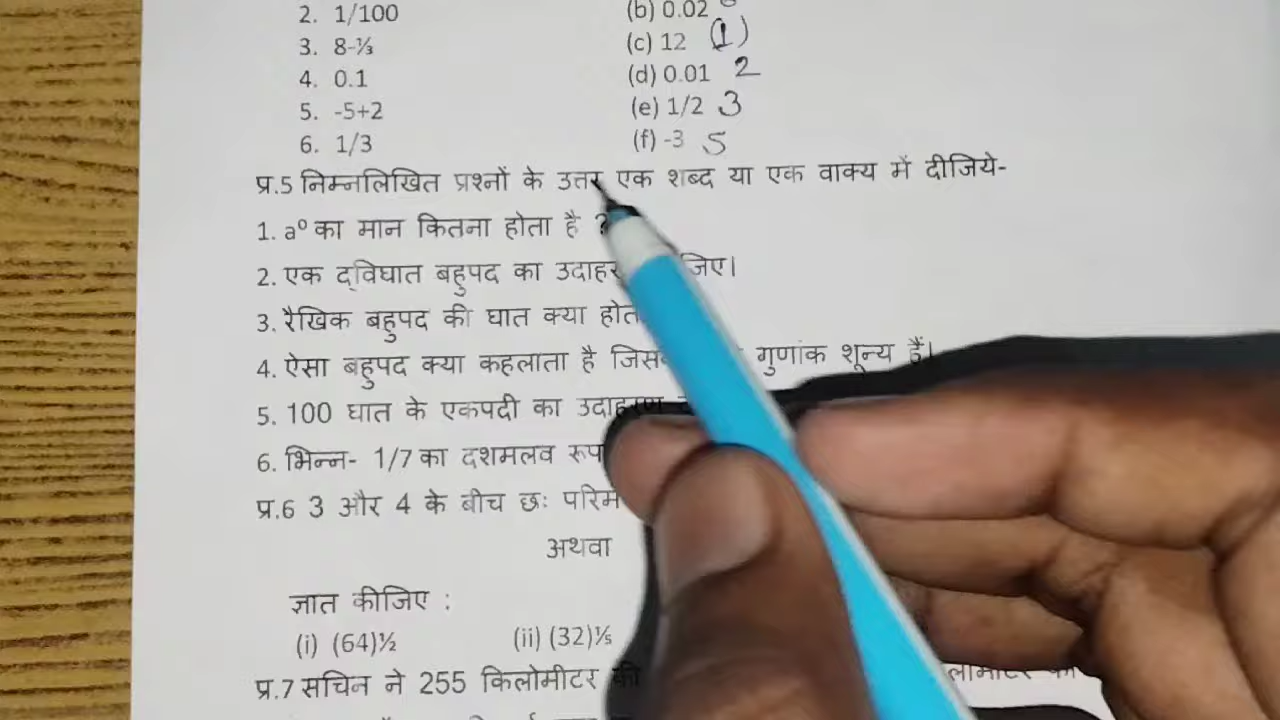 2. 1/100 (b) 0.02
3. 8-⅓ (c) 12 (1)
4. 0.1 (d) 0.01 2
5. -5+2 (e) 1/2 3
6. 1/3 (f) -3 5
प्र.5 निम्नलिखित प्रश्नों के उत्तर एक शब्द या एक वाक्य में दीजिये-
1. a⁰ का मान कितना होता है ?
2. एक द्विघात बहुपद का
3. रैखिक बहुपद की घात क्या
4. ऐसा बहुपद क्या कहलाता है गुणांक शून्य हैं।
5. 100 घात के एकपदी का उदाहरण
6. भिन्न- 1/7 का दशमलव
प्र.6 3 और 4 के बीच छः
अथवा
ज्ञात कीजिए :
(i) (64)½ (ii) (32)⅕
प्र.7 सचिन ने 255 किलोमीटर की